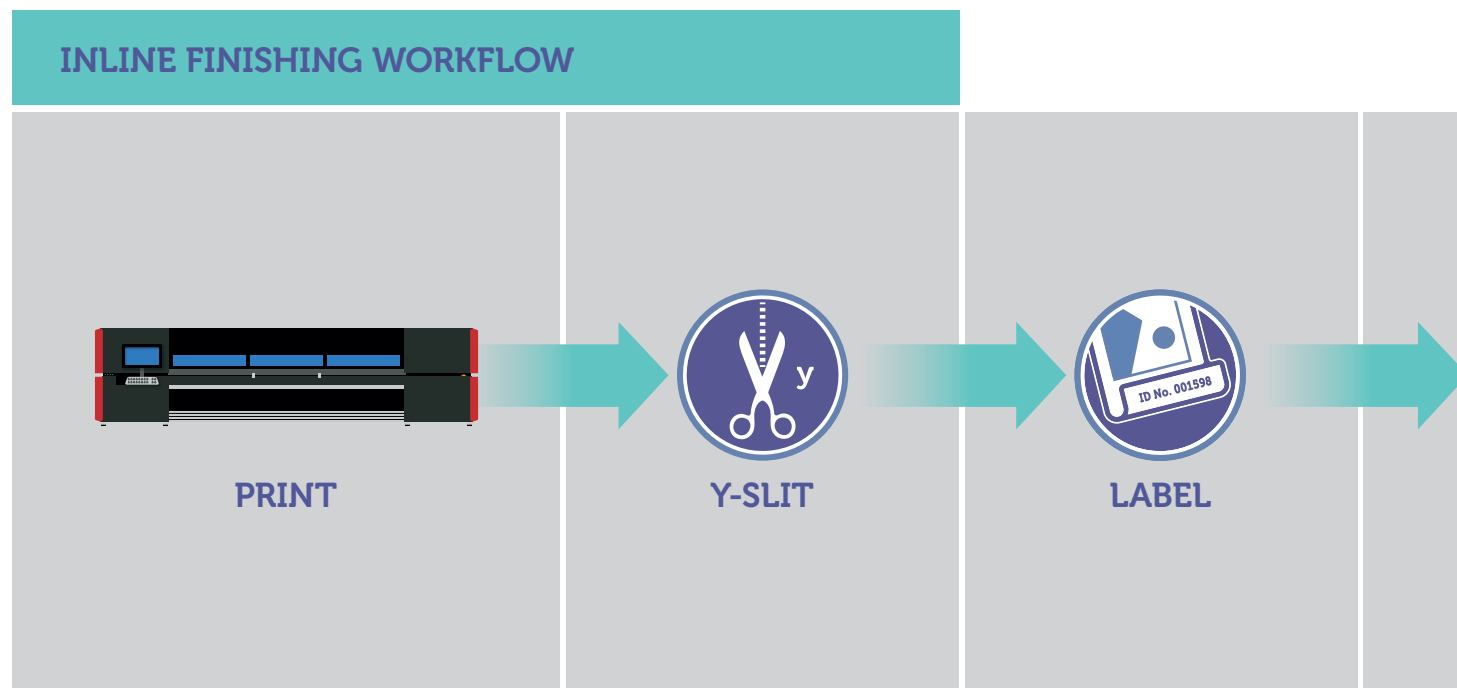 INLINE FINISHING WORKFLOW
y
ID No. 001598
PRINT
Y-SLIT
LABEL